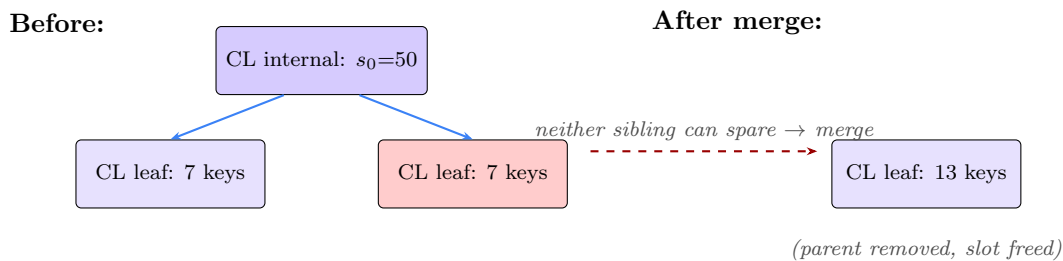 Before:
After merge:
CL internal: s₀=50
neither sibling can spare → merge
CL leaf: 7 keys
CL leaf: 7 keys
CL leaf: 13 keys
(parent removed, slot freed)